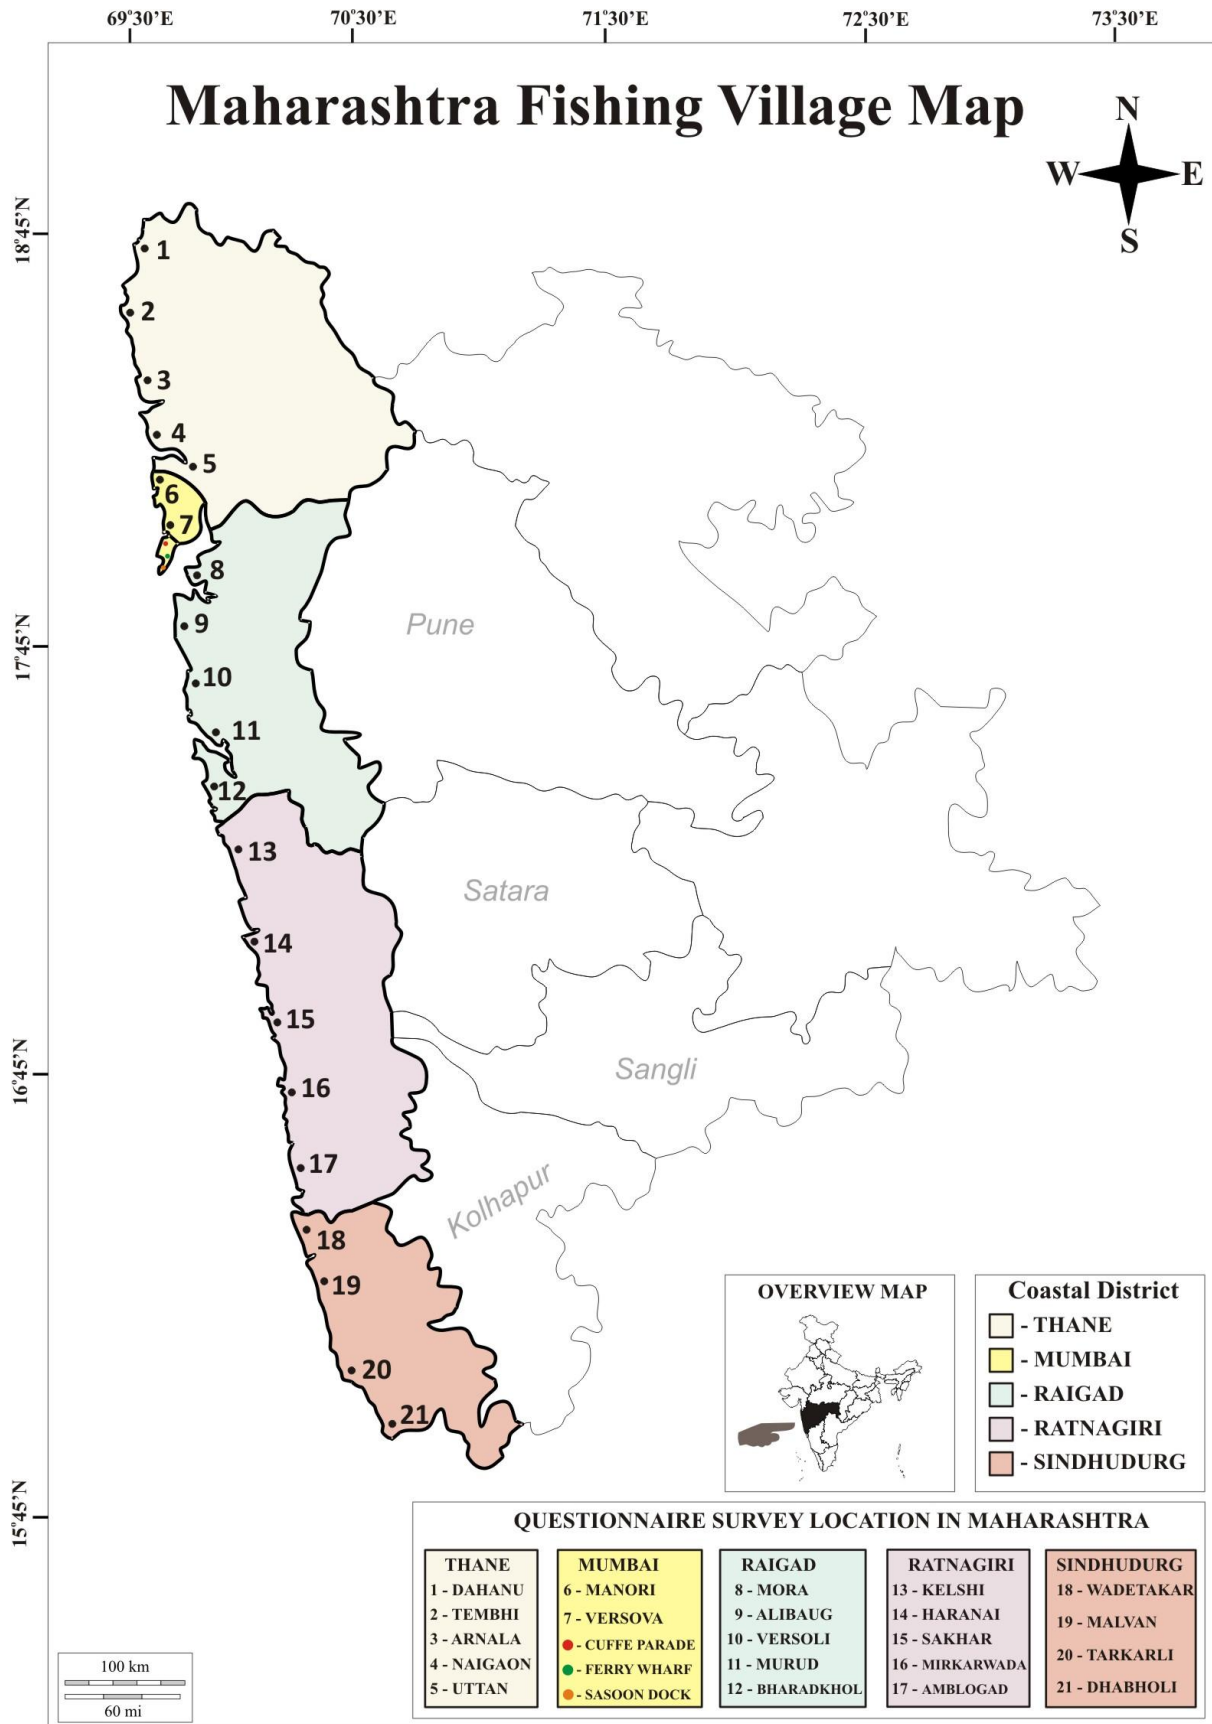 69°30'E 70°30'E 71°30'E 72°30'E 73°30'E
Maharashtra Fishing Village Map
N
W E
S
18°45'N
17°45'N
16°45'N
15°45'N
1
2
3
4
5
6
7
8
9
10
11
12
13
14
15
16
17
18
19
20
21
Pune
Satara
Sangli
Kolhapur
OVERVIEW MAP
Coastal District
- THANE
- MUMBAI
- RAIGAD
- RATNAGIRI
- SINDHUDURG
QUESTIONNAIRE SURVEY LOCATION IN MAHARASHTRA
THANE
1 - DAHANU
2 - TEMBHI
3 - ARNALA
4 - NAIGAON
5 - UTTAN
MUMBAI
6 - MANORI
7 - VERSOVA
- CUFFE PARADE
- FERRY WHARF
- SASOON DOCK
RAIGAD
8 - MORA
9 - ALIBAUG
10 - VERSOLI
11 - MURUD
12 - BHARADKHOL
RATNAGIRI
13 - KELSHI
14 - HARANAI
15 - SAKHAR
16 - MIRKARWADA
17 - AMBLOGAD
SINDHUDURG
18 - WADETAKAR
19 - MALVAN
20 - TARKARLI
21 - DHABHOLI
100 km
60 mi